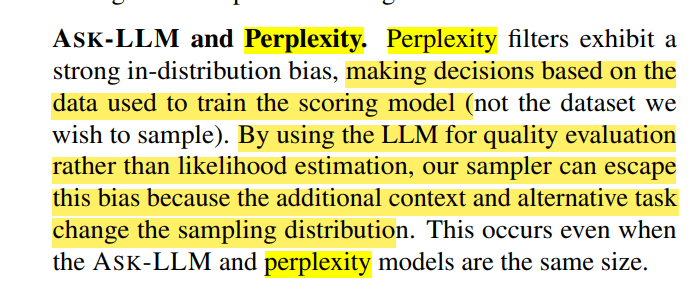 ASK-LLM and Perplexity. Perplexity filters exhibit a
strong in-distribution bias, making decisions based on the
data used to train the scoring model (not the dataset we
wish to sample). By using the LLM for quality evaluation
rather than likelihood estimation, our sampler can escape
this bias because the additional context and alternative task
change the sampling distribution. This occurs even when
the ASK-LLM and perplexity models are the same size.